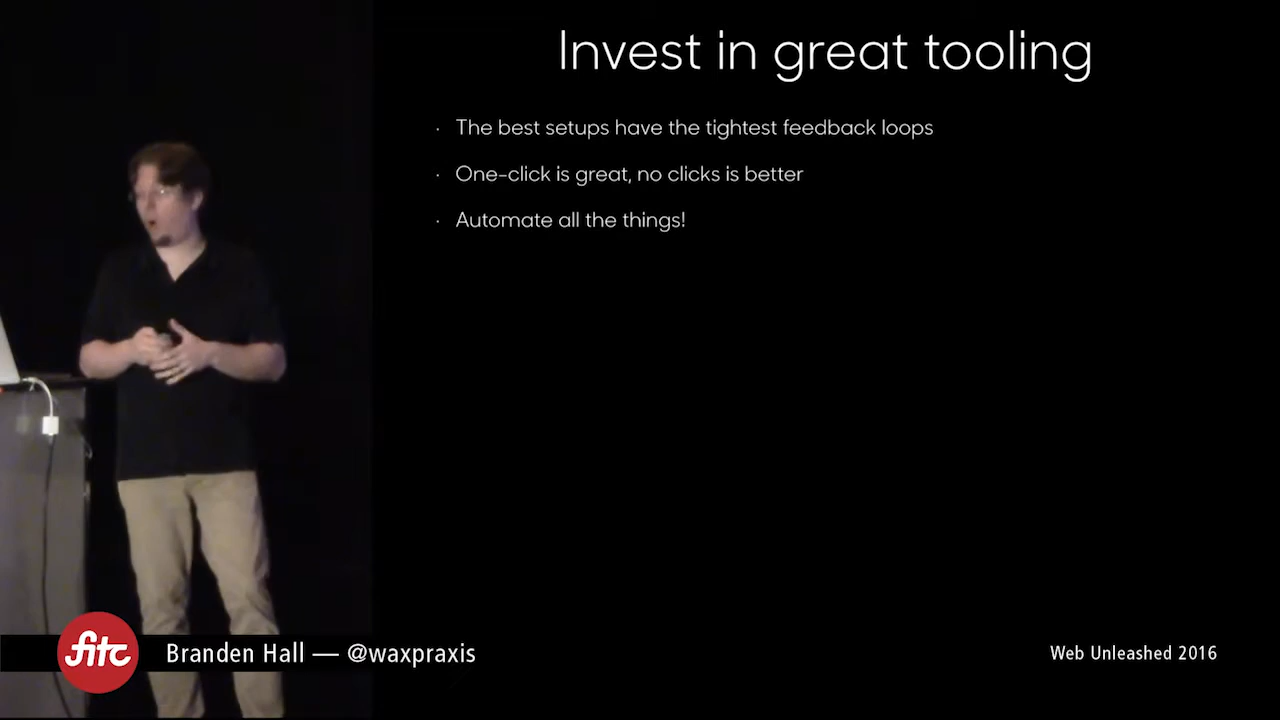 Invest in great tooling
· The best setups have the tightest feedback loops
· One-click is great, no clicks is better
· Automate all the things!
fitc
Branden Hall — @waxpraxis
Web Unleashed 2016